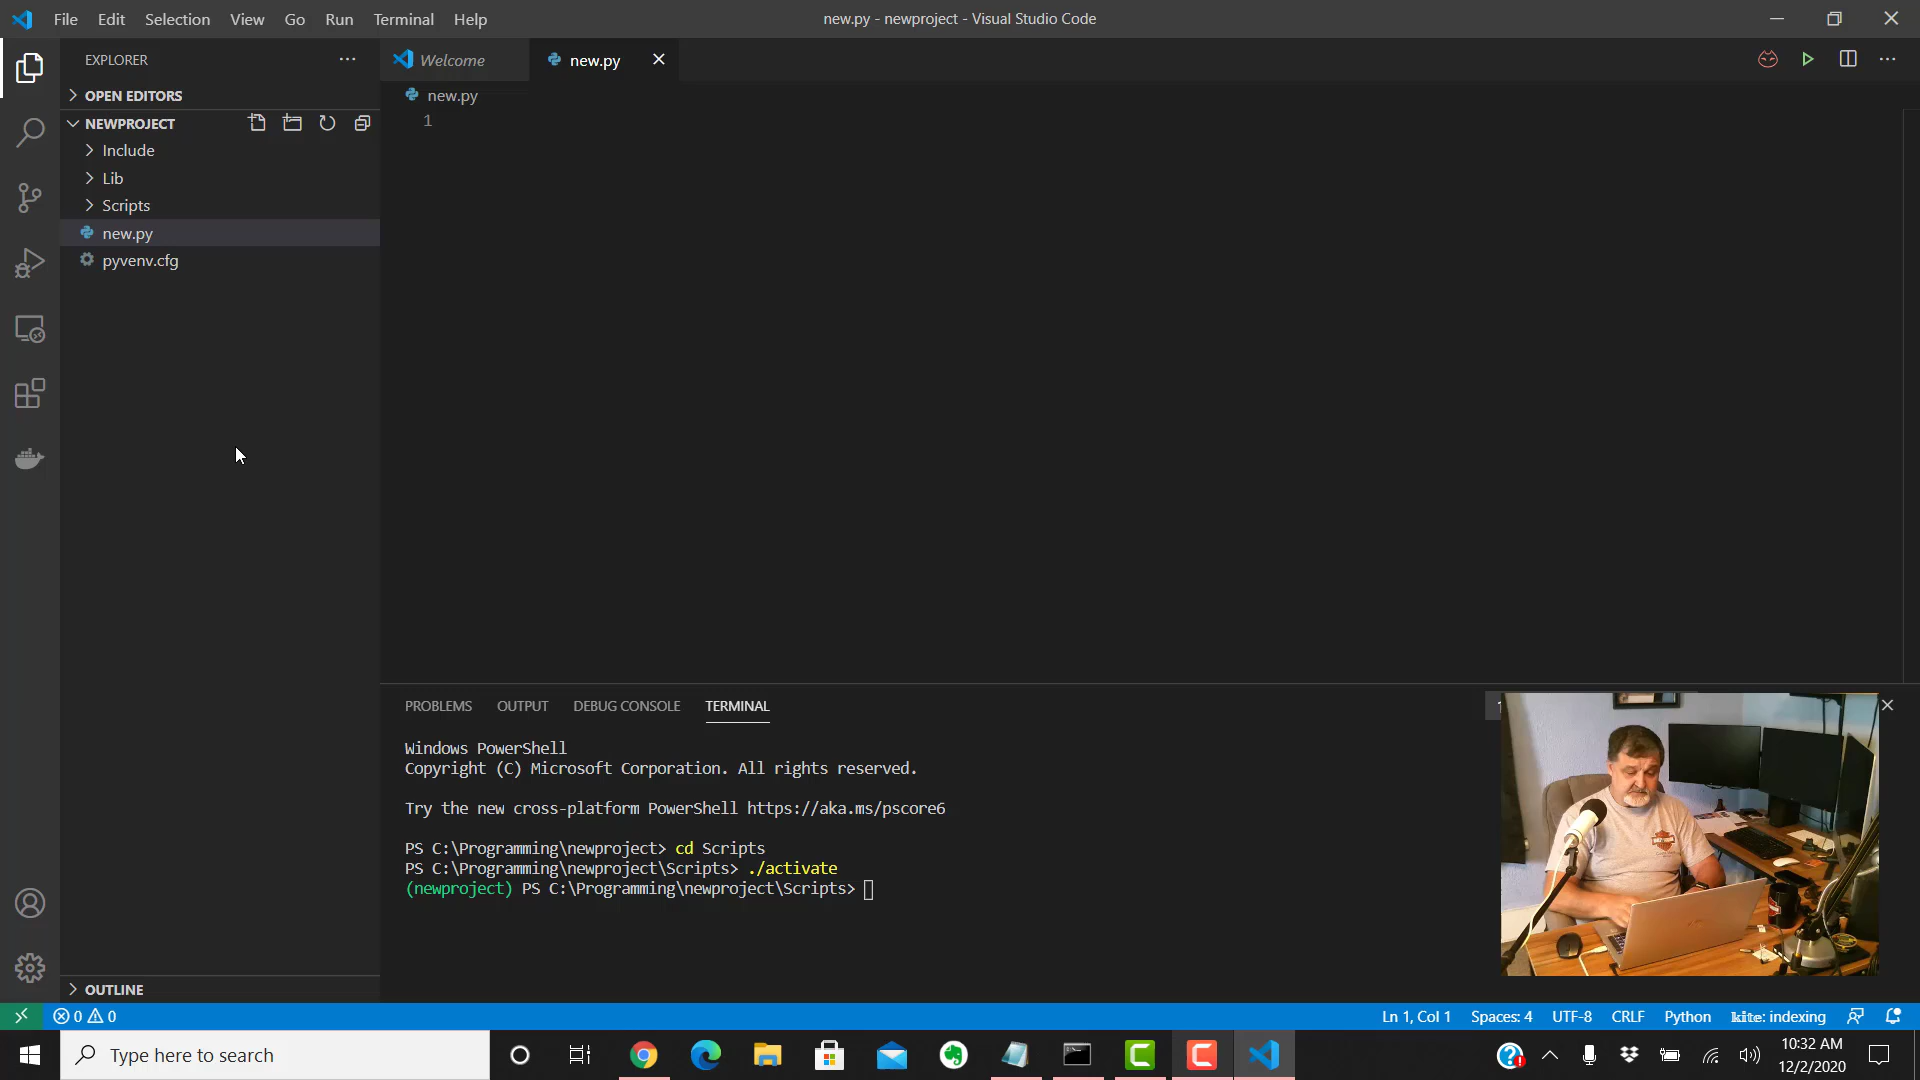 File Edit Selection View Go Run Terminal Help
new.py - newproject - Visual Studio Code
EXPLORER
OPEN EDITORS
NEWPROJECT
Include
Lib
Scripts
new.py
pyvenv.cfg
OUTLINE
Welcome
new.py
new.py
1
PROBLEMS OUTPUT DEBUG CONSOLE TERMINAL
Windows PowerShell
Copyright (C) Microsoft Corporation. All rights reserved.
Try the new cross-platform PowerShell https://aka.ms/pscore6
PS C:\Programming\newproject> cd Scripts
PS C:\Programming\newproject\Scripts> ./activate
(newproject) PS C:\Programming\newproject\Scripts>
0 0
Ln 1, Col 1 Spaces: 4 UTF-8 CRLF Python kite: indexing
Type here to search
10:32 AM
12/2/2020